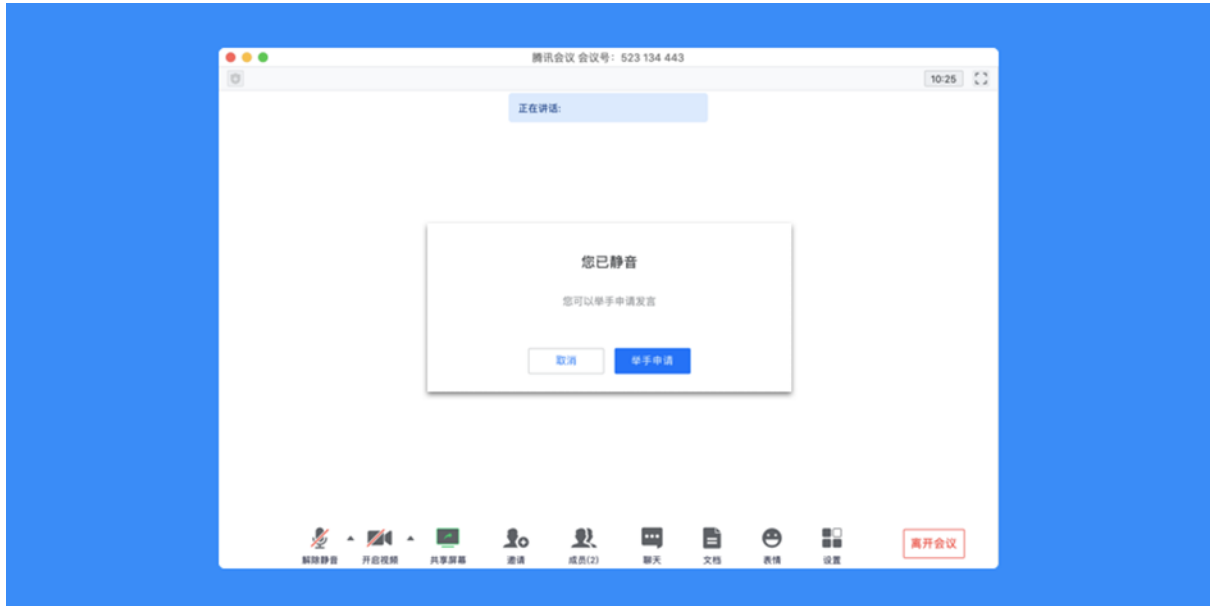 腾讯会议 会议号：523 134 443
10:25
正在讲话:
您已静音
您可以举手申请发言
取消
举手申请
解除静音
开启视频
共享屏幕
邀请
成员(2)
聊天
文档
表情
设置
离开会议